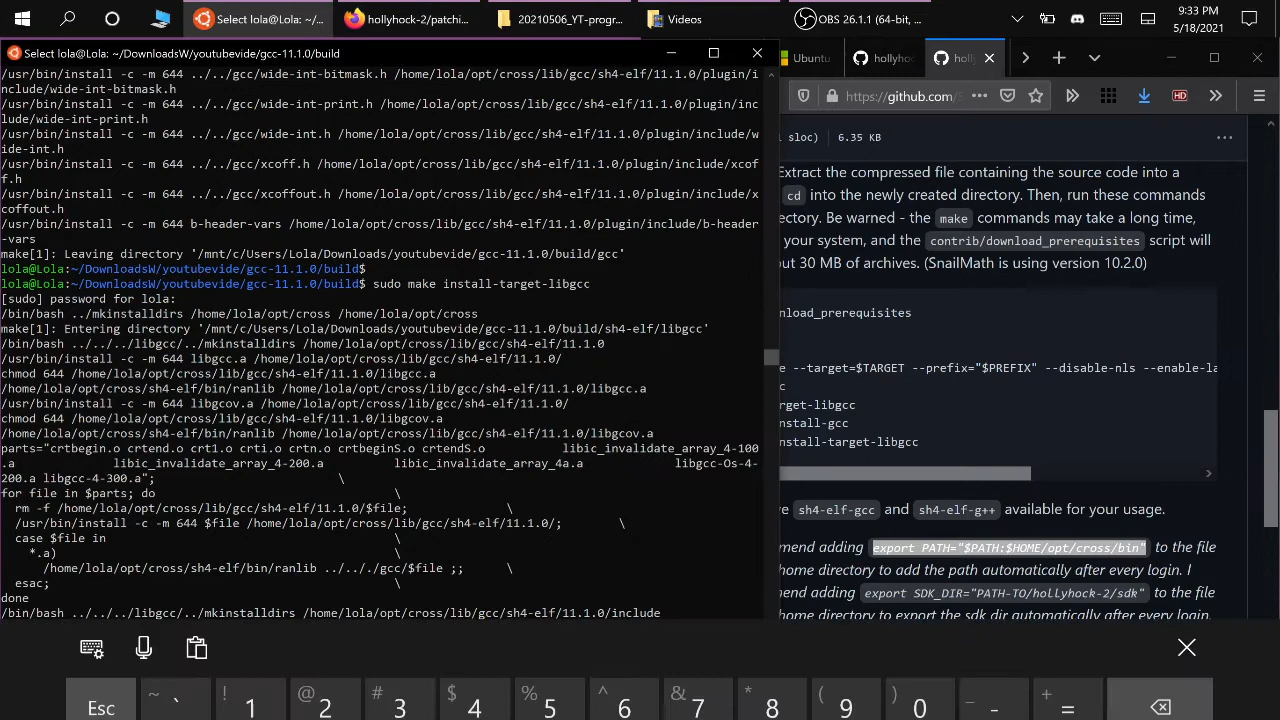 Select lola@Lola: ~/...
hollyhock-2/patchi...
20210506_YT-progr...
Videos
OBS 26.1.1 (64-bit, ...
9:33 PM
5/18/2021
Select lola@Lola: ~/DownloadsW/youtubevide/gcc-11.1.0/build
/usr/bin/install -c -m 644 ../../gcc/wide-int-bitmask.h /home/lola/opt/cross/lib/gcc/sh4-elf/11.1.0/plugin/i
nclude/wide-int-bitmask.h
/usr/bin/install -c -m 644 ../../gcc/wide-int-print.h /home/lola/opt/cross/lib/gcc/sh4-elf/11.1.0/plugin/inc
lude/wide-int-print.h
/usr/bin/install -c -m 644 ../../gcc/wide-int.h /home/lola/opt/cross/lib/gcc/sh4-elf/11.1.0/plugin/include/w
ide-int.h
/usr/bin/install -c -m 644 ../../gcc/xcoff.h /home/lola/opt/cross/lib/gcc/sh4-elf/11.1.0/plugin/include/xcof
f.h
/usr/bin/install -c -m 644 ../../gcc/xcoffout.h /home/lola/opt/cross/lib/gcc/sh4-elf/11.1.0/plugin/include/x
coffout.h
/usr/bin/install -c -m 644 b-header-vars /home/lola/opt/cross/lib/gcc/sh4-elf/11.1.0/plugin/include/b-header
-vars
make[1]: Leaving directory '/mnt/c/Users/Lola/Downloads/youtubevide/gcc-11.1.0/build/gcc'
lola@Lola:~/DownloadsW/youtubevide/gcc-11.1.0/build$
lola@Lola:~/DownloadsW/youtubevide/gcc-11.1.0/build$ sudo make install-target-libgcc
[sudo] password for lola:
/bin/bash ../mkinstalldirs /home/lola/opt/cross /home/lola/opt/cross
make[1]: Entering directory '/mnt/c/Users/Lola/Downloads/youtubevide/gcc-11.1.0/build/sh4-elf/libgcc'
/bin/bash ../../../libgcc/../mkinstalldirs /home/lola/opt/cross/lib/gcc/sh4-elf/11.1.0
/usr/bin/install -c -m 644 libgcc.a /home/lola/opt/cross/lib/gcc/sh4-elf/11.1.0/
chmod 644 /home/lola/opt/cross/lib/gcc/sh4-elf/11.1.0/libgcc.a
/home/lola/opt/cross/sh4-elf/bin/ranlib /home/lola/opt/cross/lib/gcc/sh4-elf/11.1.0/libgcc.a
/usr/bin/install -c -m 644 libgcov.a /home/lola/opt/cross/lib/gcc/sh4-elf/11.1.0/
chmod 644 /home/lola/opt/cross/lib/gcc/sh4-elf/11.1.0/libgcov.a
/home/lola/opt/cross/sh4-elf/bin/ranlib /home/lola/opt/cross/lib/gcc/sh4-elf/11.1.0/libgcov.a
parts="crtbegin.o crtend.o crt1.o crti.o crtn.o crtbeginS.o crtendS.o libic_invalidate_array_4-100
.a libic_invalidate_array_4-200.a libic_invalidate_array_4a.a libgcc-Os-4-
200.a libgcc-4-300.a"; \
for file in $parts; do \
rm -f /home/lola/opt/cross/lib/gcc/sh4-elf/11.1.0/$file; \
/usr/bin/install -c -m 644 $file /home/lola/opt/cross/lib/gcc/sh4-elf/11.1.0/; \
case $file in \
*.a) \
/home/lola/opt/cross/sh4-elf/bin/ranlib ../.././gcc/$file ;; \
esac; \
done
/bin/bash ../../../libgcc/../mkinstalldirs /home/lola/opt/cross/lib/gcc/sh4-elf/11.1.0/include
Ubuntu
hollyhoc
holly
https://github.com/
HD
sloc) 6.35 KB
Extract the compressed file containing the source code into a
cd into the newly created directory. Then, run these commands
ectory. Be warned - the make commands may take a long time,
your system, and the contrib/download_prerequisites script will
out 30 MB of archives. (SnailMath is using version 10.2.0)
nload_prerequisites
e --target=$TARGET --prefix="$PREFIX" --disable-nls --enable-la
c
rget-libgcc
nstall-gcc
nstall-target-libgcc
e sh4-elf-gcc and sh4-elf-g++ available for your usage.
mend adding export PATH="$PATH:$HOME/opt/cross/bin" to the file
home directory to add the path automatically after every login. I
mend adding export SDK_DIR="PATH-TO/hollyhock-2/sdk" to the file
home directory to export the sdk dir automatically after every login.
Esc
~ `
! 1
@ 2
# 3
$ 4
% 5
^ 6
& 7
* 8
( 9
) 0
_ -
+ =